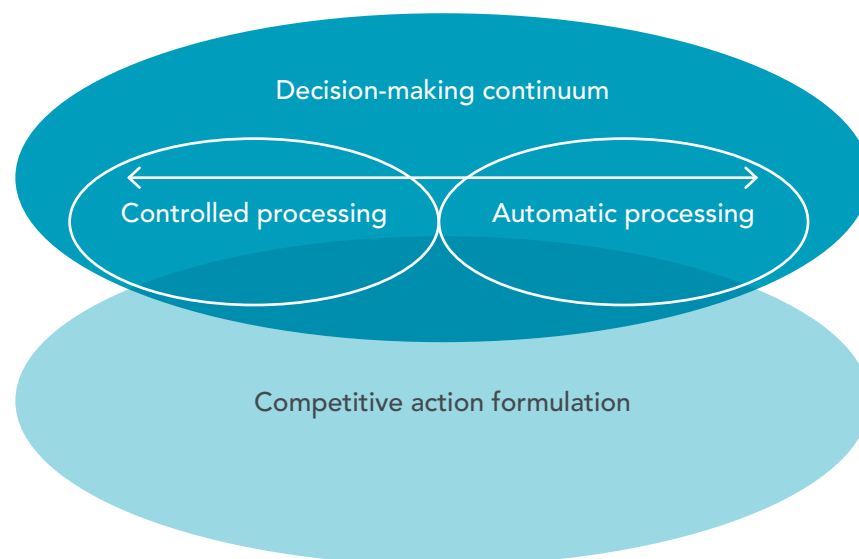 Decision-making continuum
Controlled processing
Automatic processing
Competitive action formulation